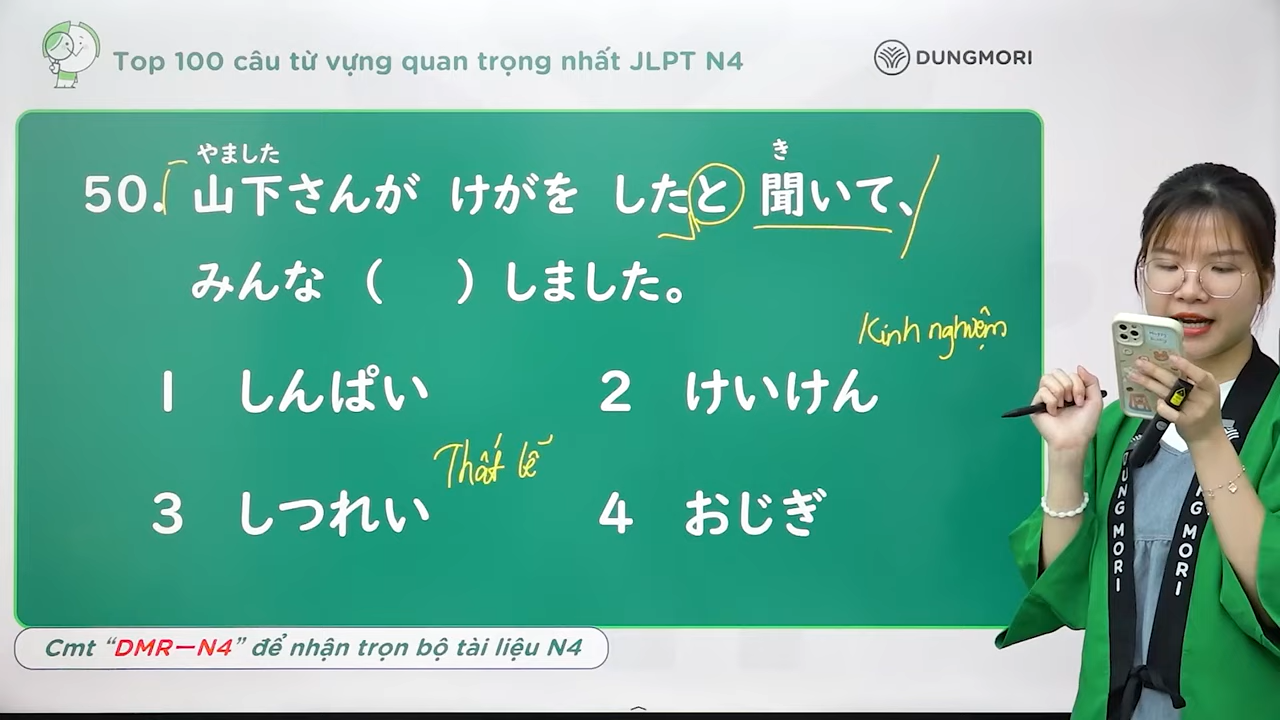 Top 100 câu từ vựng quan trọng nhất JLPT N4
DUNGMORI
やました き
50. 山下さんが けがを したと 聞いて、
みんな ( ) しました。
Kinh nghiệm
1 しんぱい 2 けいけん
Thất lễ
3 しつれい 4 おじぎ
Cmt “DMR—N4” để nhận trọn bộ tài liệu N4
DUNG MORI
NG MORI